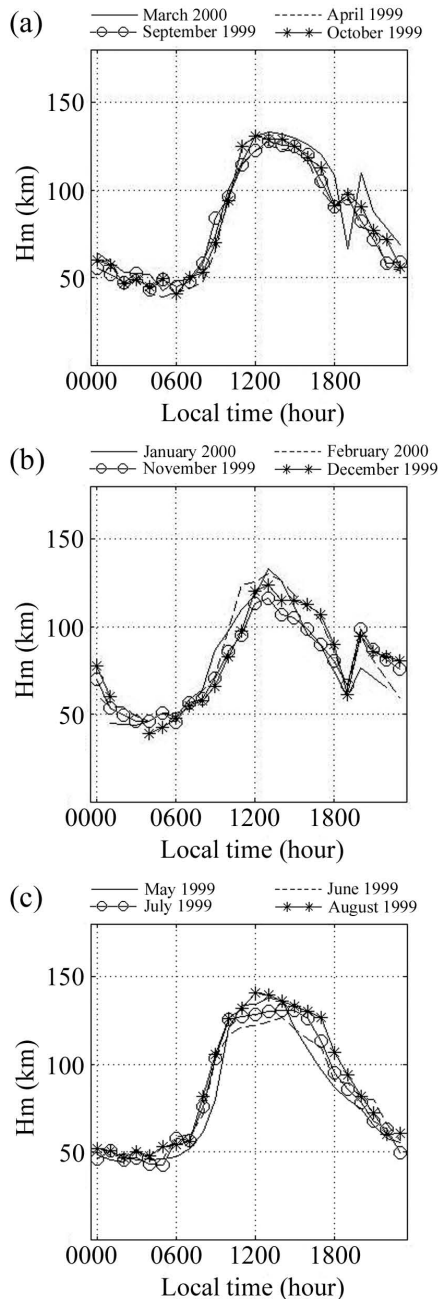 (a)
March 2000 April 1999
September 1999 October 1999
150
100
50
0000 0600 1200 1800
Hm (km)
Local time (hour)
(b)
January 2000 February 2000
November 1999 December 1999
150
100
50
0000 0600 1200 1800
Hm (km)
Local time (hour)
(c)
May 1999 June 1999
July 1999 August 1999
150
100
50
0000 0600 1200 1800
Hm (km)
Local time (hour)